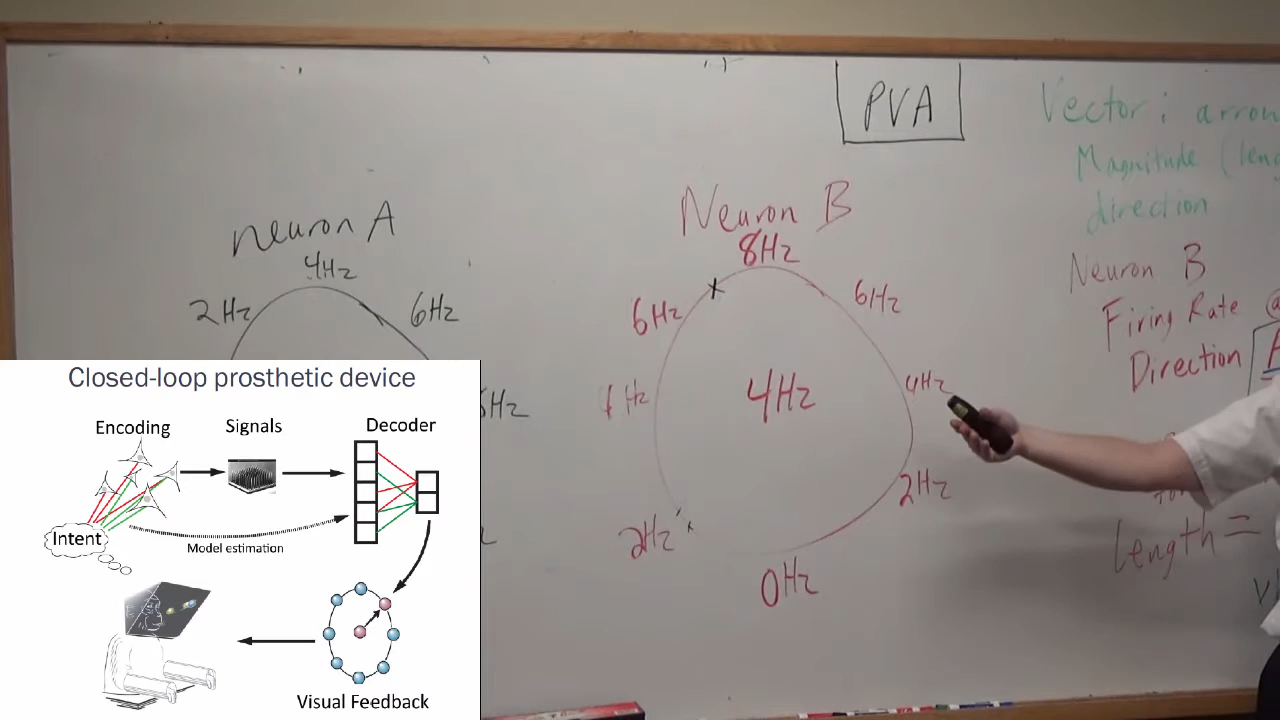 PVA
Vector: arrow
Magnitude (leng
direction
neuron A
4Hz
2Hz
6Hz
Neuron B
8Hz
6Hz
6Hz
4Hz
4Hz
2Hz
2Hz
0Hz
Neuron B
Firing Rate @
Direction
length =
Closed-loop prosthetic device
Encoding
Signals
Decoder
Intent
Model estimation
Visual Feedback